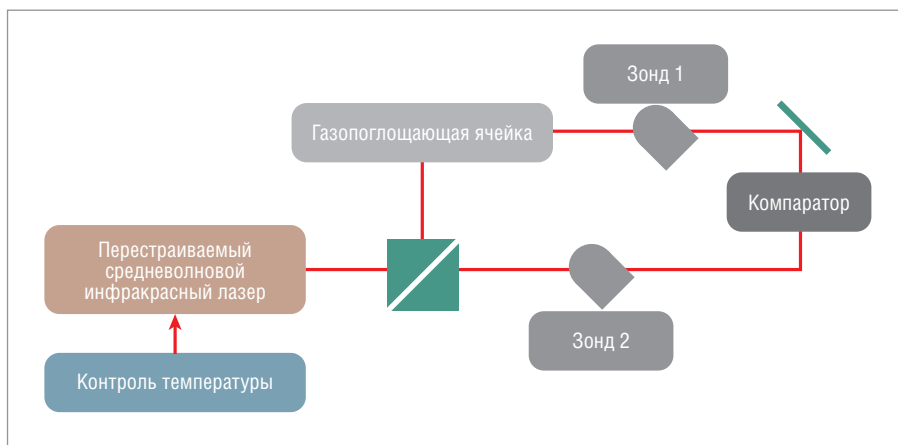 Зонд 1
Газопоглощающая ячейка
Компаратор
Перестраиваемый
средневолновой
инфракрасный лазер
Зонд 2
Контроль температуры